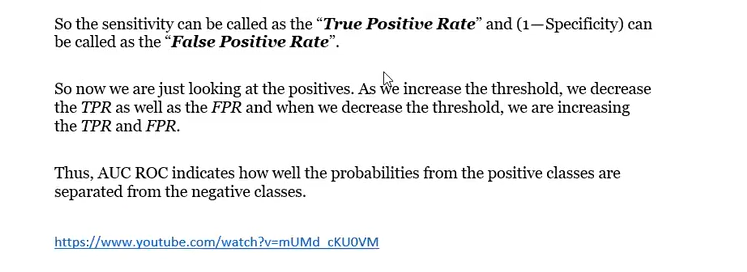 So the sensitivity can be called as the “True Positive Rate” and (1—Specificity) can
be called as the “False Positive Rate”.
So now we are just looking at the positives. As we increase the threshold, we decrease
the TPR as well as the FPR and when we decrease the threshold, we are increasing
the TPR and FPR.
Thus, AUC ROC indicates how well the probabilities from the positive classes are
separated from the negative classes.
https://www.youtube.com/watch?v=mUMd_cKU0VM